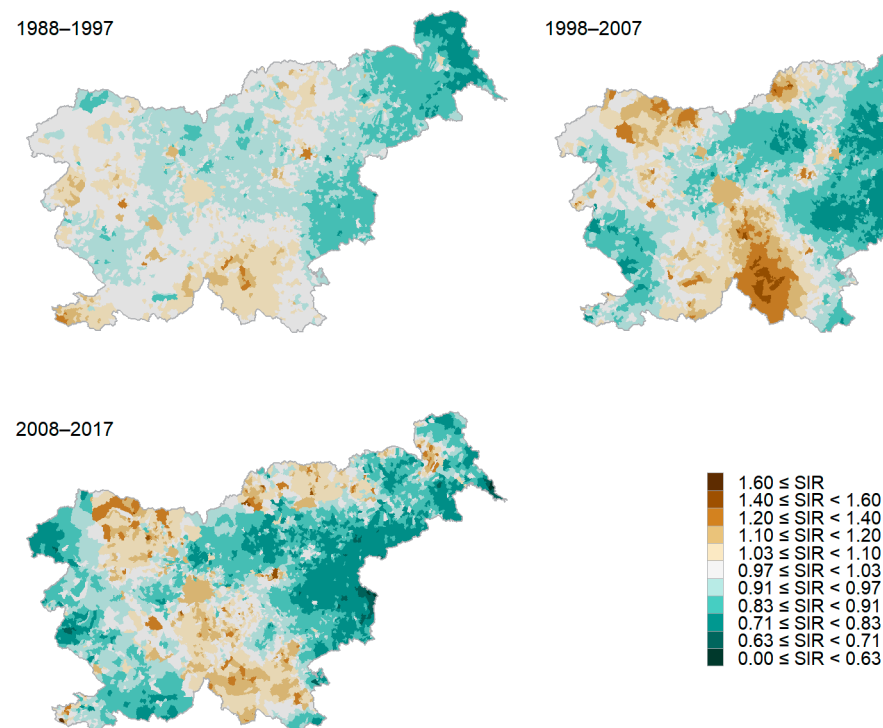 1988–1997
1998–2007
2008–2017
1.60 ≤ SIR
1.40 ≤ SIR < 1.60
1.20 ≤ SIR < 1.40
1.10 ≤ SIR < 1.20
1.03 ≤ SIR < 1.10
0.97 ≤ SIR < 1.03
0.91 ≤ SIR < 0.97
0.83 ≤ SIR < 0.91
0.71 ≤ SIR < 0.83
0.63 ≤ SIR < 0.71
0.00 ≤ SIR < 0.63